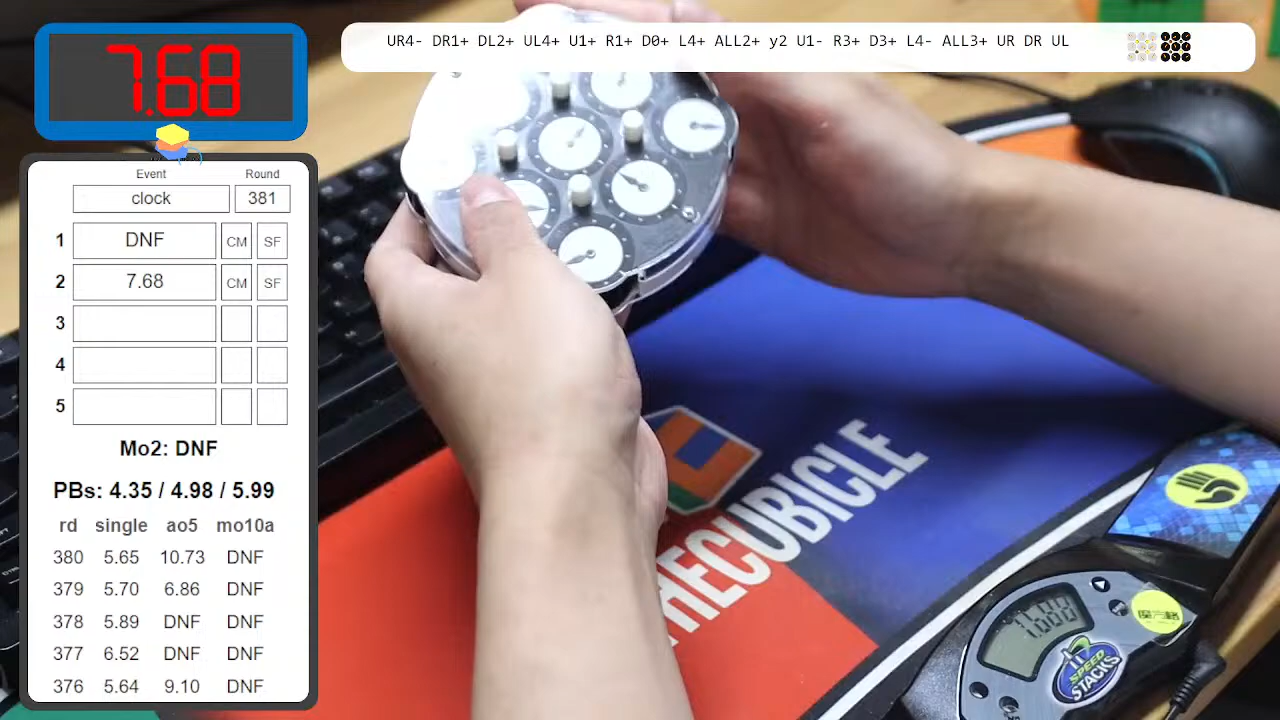 UR4- DR1+ DL2+ UL4+ U1+ R1+ D0+ L4+ ALL2+ y2 U1- R3+ D3+ L4- ALL3+ UR DR UL
7.68
Event Round
clock 381
1 DNF CM SF
2 7.68 CM SF
3
4
5
Mo2: DNF
PBs: 4.35 / 4.98 / 5.99
rd single ao5 mo10a
380 5.65 10.73 DNF
379 5.70 6.86 DNF
378 5.89 DNF DNF
377 6.52 DNF DNF
376 5.64 9.10 DNF
THECUBICLE
SPEED
STACKS